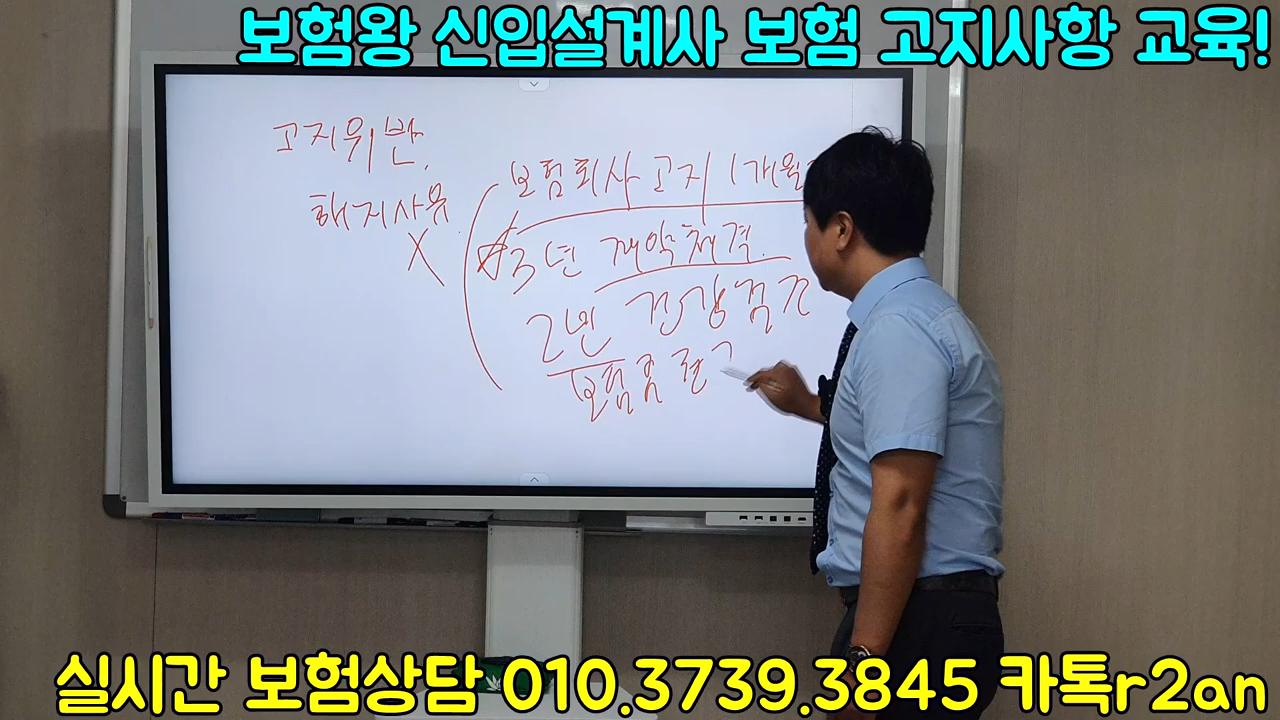 보험왕 신입설계사 보험 고지사항 교육!
고지위반.
해지사유
X
보험회사 고지 1개월
3년 계약체결.
2년 건강검진
보험금
실시간 보험상담 010.3739.3845 카톡r2an